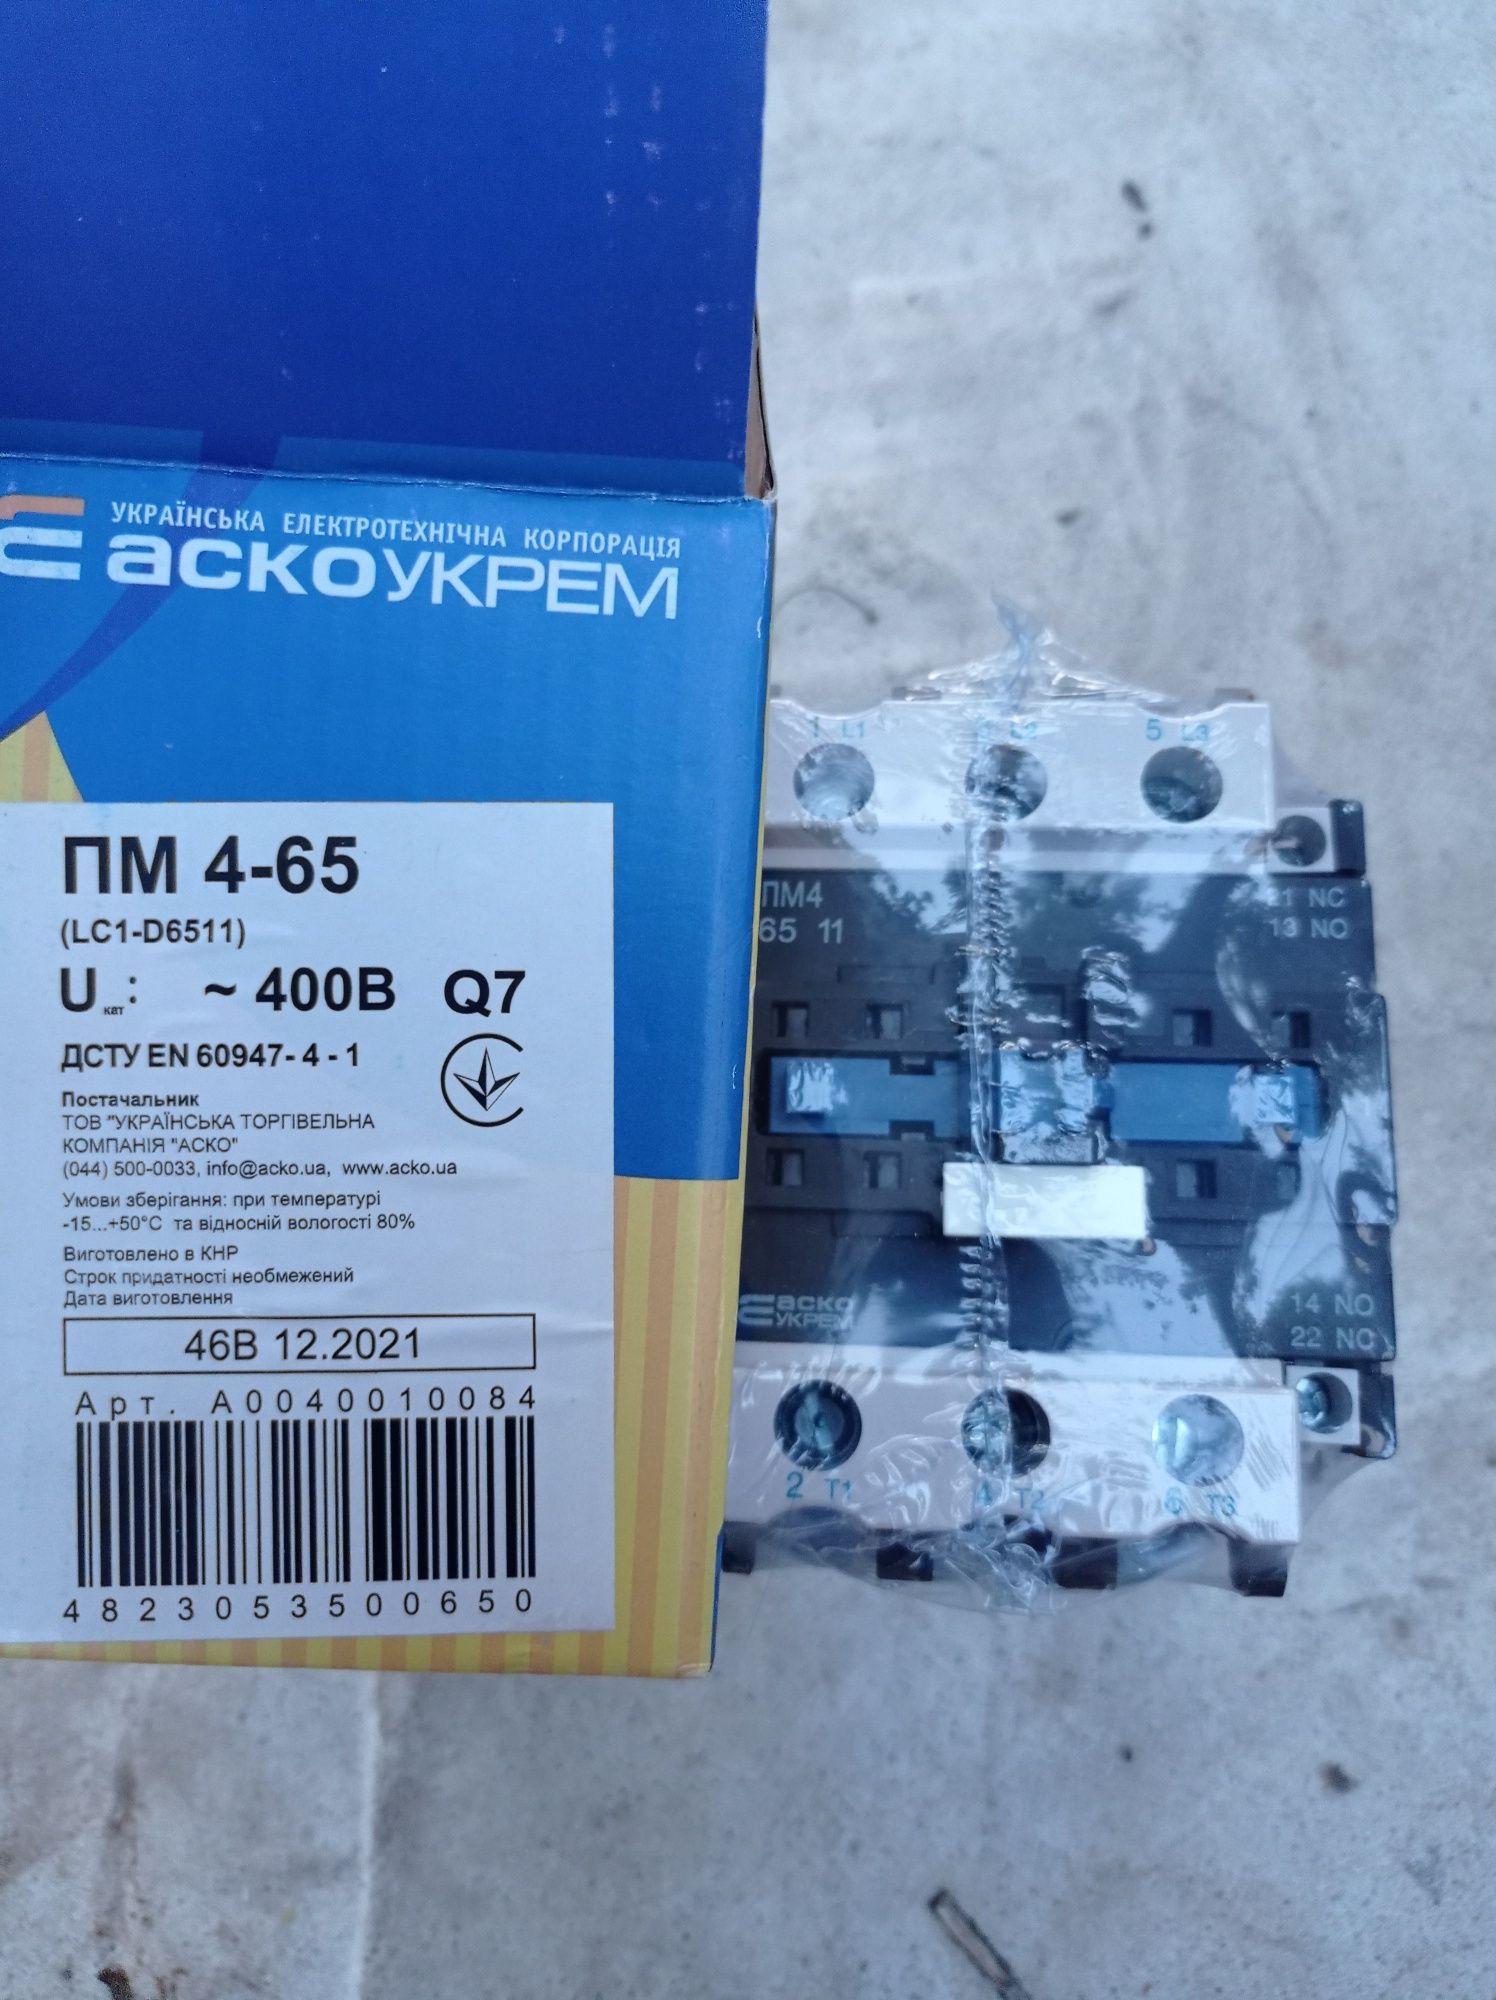 УКРАЇНСЬКА ЕЛЕКТРОТЕХНІЧНА КОРПОРАЦІЯ
аскоУКРЕМ
ПМ 4-65
(LC1-D6511)
U кат : ~ 400В Q7
ДСТУ EN 60947- 4 - 1
Постачальник
ТОВ "УКРАЇНСЬКА ТОРГІВЕЛЬНА
КОМПАНІЯ "АСКО"
(044) 500-0033, info@acko.ua, www.acko.ua
Умови зберігання: при температурі
-15...+50°С та відносній вологості 80%
Виготовлено в КНР
Строк придатності необмежений
Дата виготовлення
46В 12.2021
Арт. А0040010084
4823053500650
1 L1 3 L2 5 L3
ПМ4
65 11
21 NC
13 NO
аско
УКРЕМ
14 NO
22 NC
2 T1 4 T2 6 T3